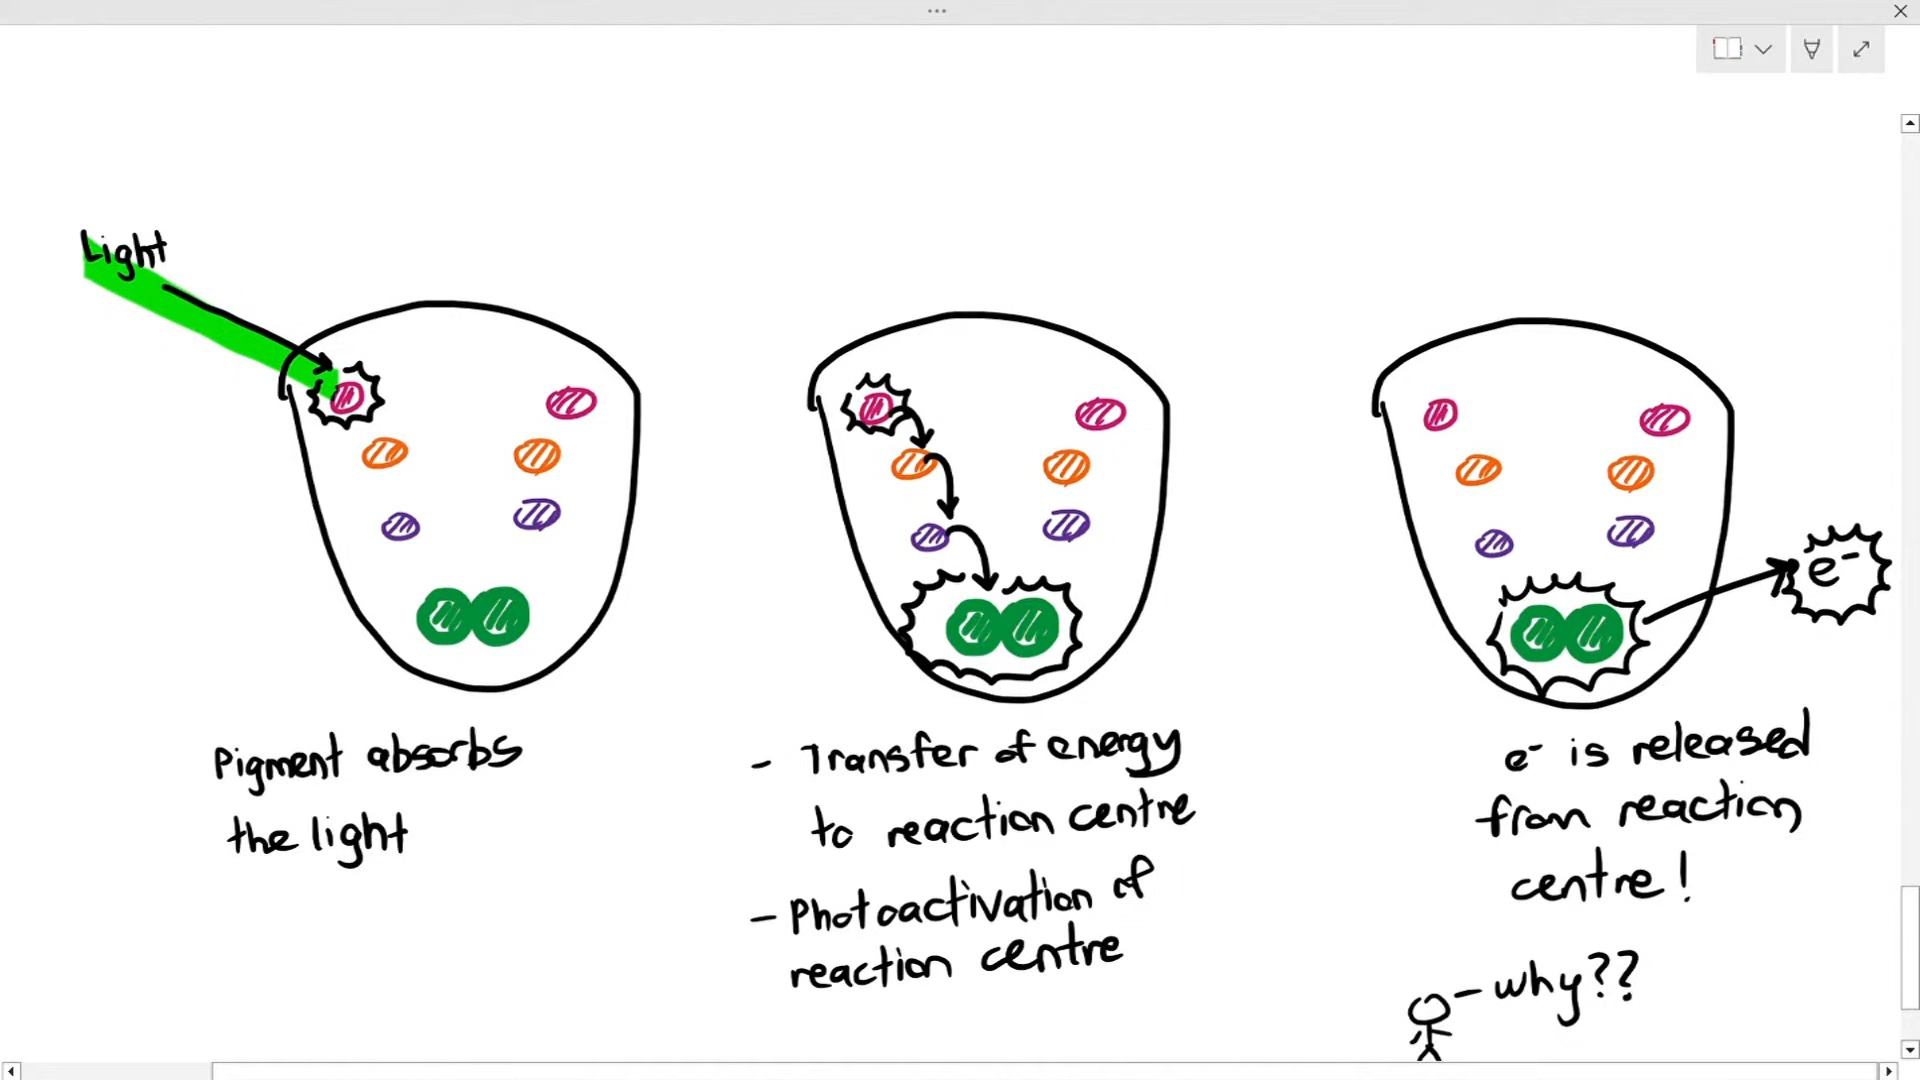 Light
Pigment absorbs
the light
- Transfer of energy
to reaction centre
- Photoactivation of
reaction centre
e⁻
e⁻ is released
from reaction
centre!
- why??